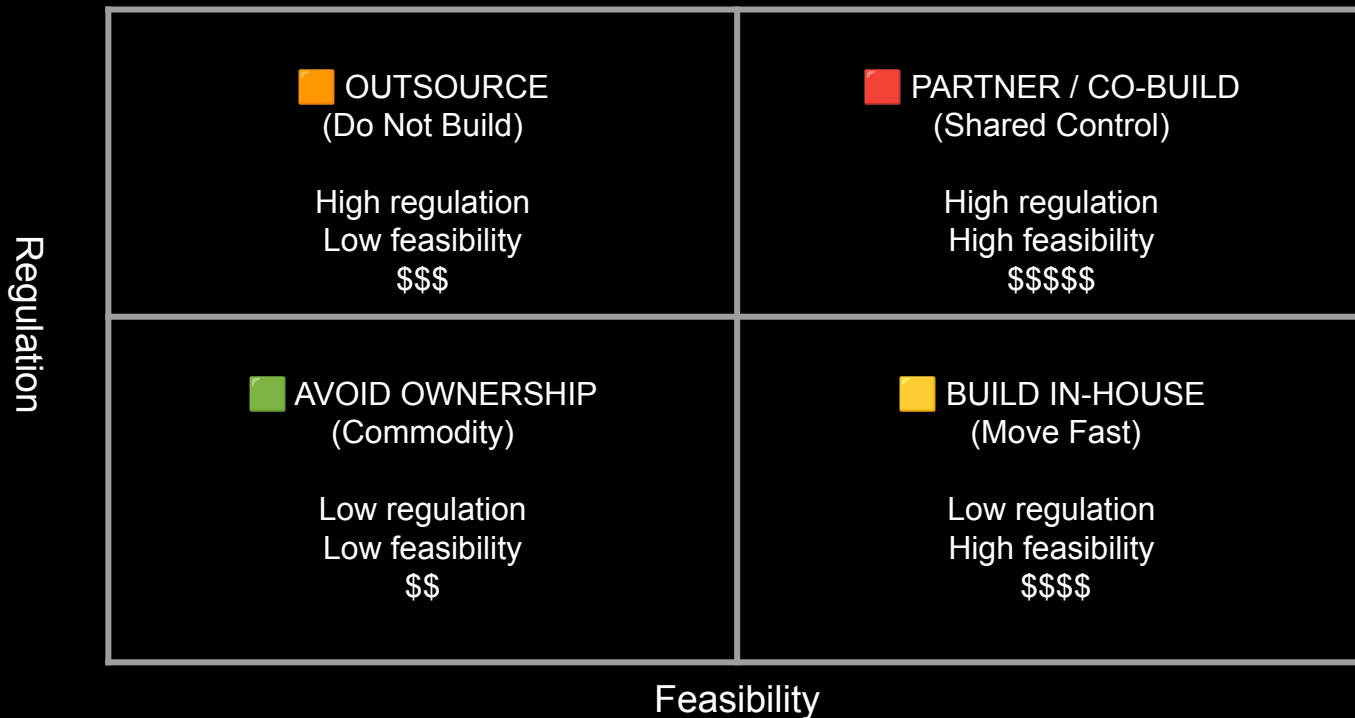 🟧 OUTSOURCE
(Do Not Build)
High regulation
Low feasibility
$$$
🟥 PARTNER / CO-BUILD
(Shared Control)
High regulation
High feasibility
$$$$$
Regulation
🟩 AVOID OWNERSHIP
(Commodity)
Low regulation
Low feasibility
$$
🟨 BUILD IN-HOUSE
(Move Fast)
Low regulation
High feasibility
$$$$
Feasibility